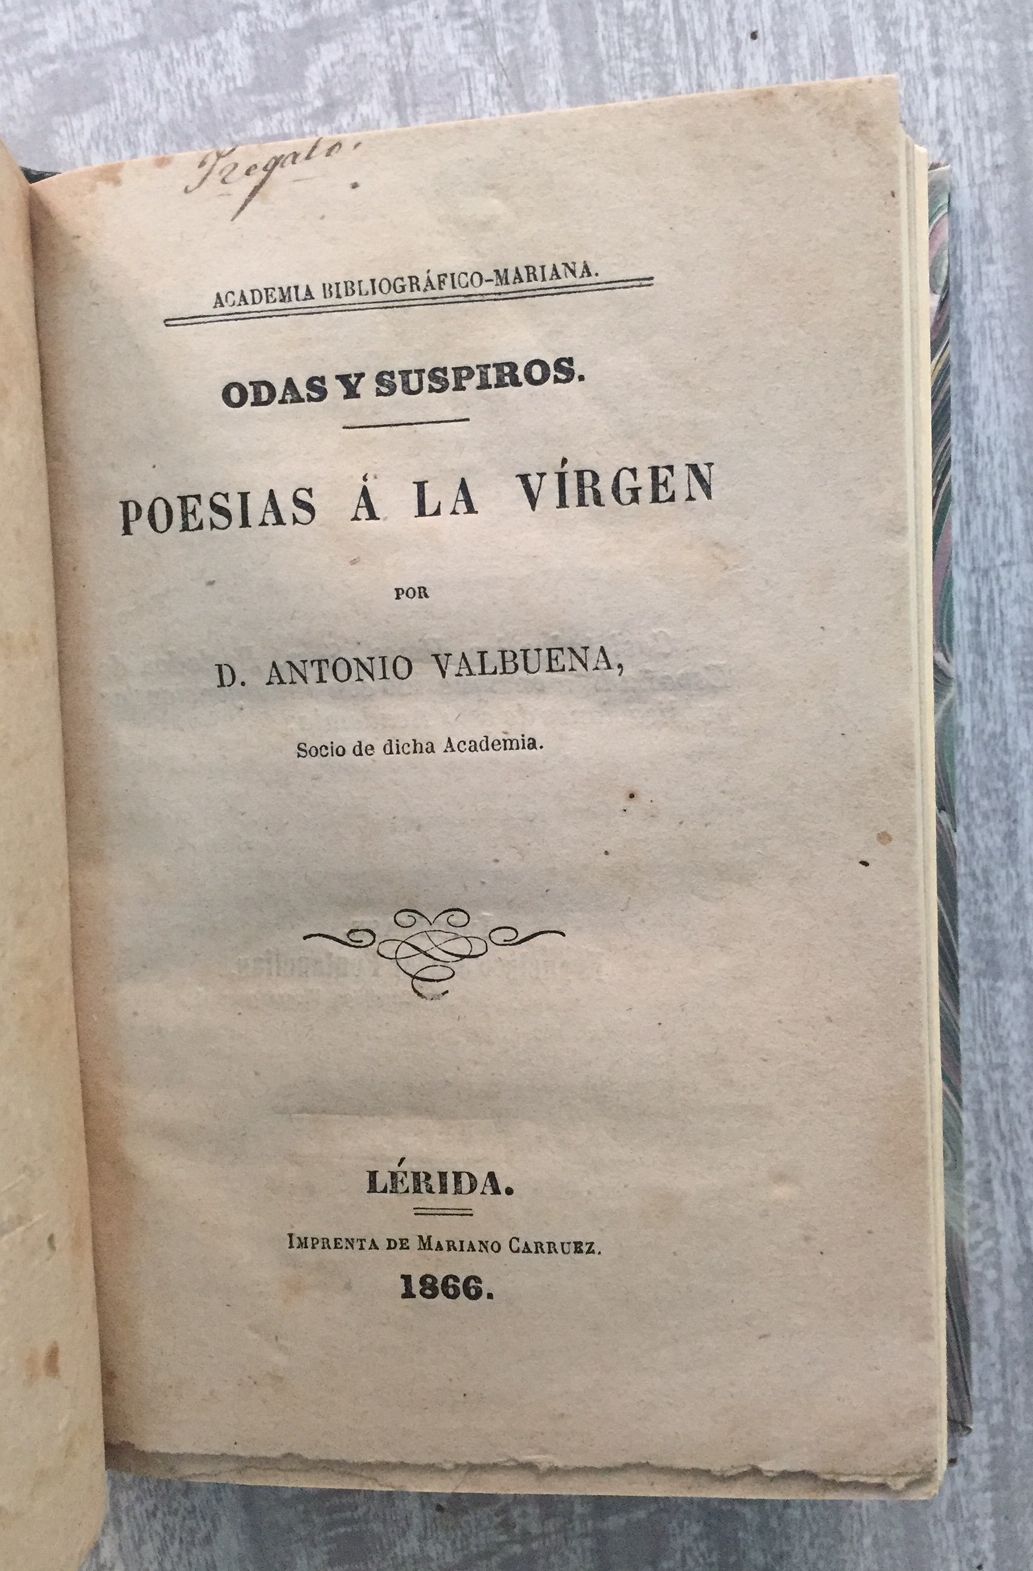 regalo.
ACADEMIA BIBLIOGRÁFICO-MARIANA.
ODAS Y SUSPIROS.
POESIAS Á LA VÍRGEN
POR
D. ANTONIO VALBUENA,
Socio de dicha Academia.
LÉRIDA.
IMPRENTA DE MARIANO CARRUEZ.
1866.